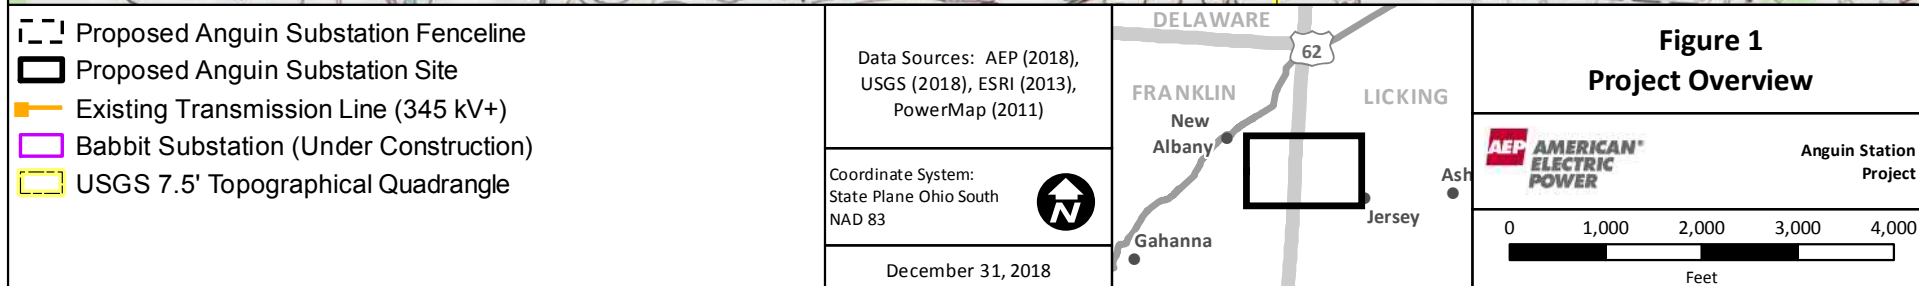 Proposed Anguin Substation Fenceline
Proposed Anguin Substation Site
Existing Transmission Line (345 kV+)
Babbit Substation (Under Construction)
USGS 7.5' Topographical Quadrangle
Data Sources: AEP (2018),
USGS (2018), ESRI (2013),
PowerMap (2011)
Coordinate System:
State Plane Ohio South
NAD 83
N
December 31, 2018
DELAWARE
62
FRANKLIN
LICKING
New
Albany
Ash
Jersey
Gahanna
Figure 1
Project Overview
AEP AMERICAN®
ELECTRIC
POWER
Anguin Station
Project
0 1,000 2,000 3,000 4,000
Feet